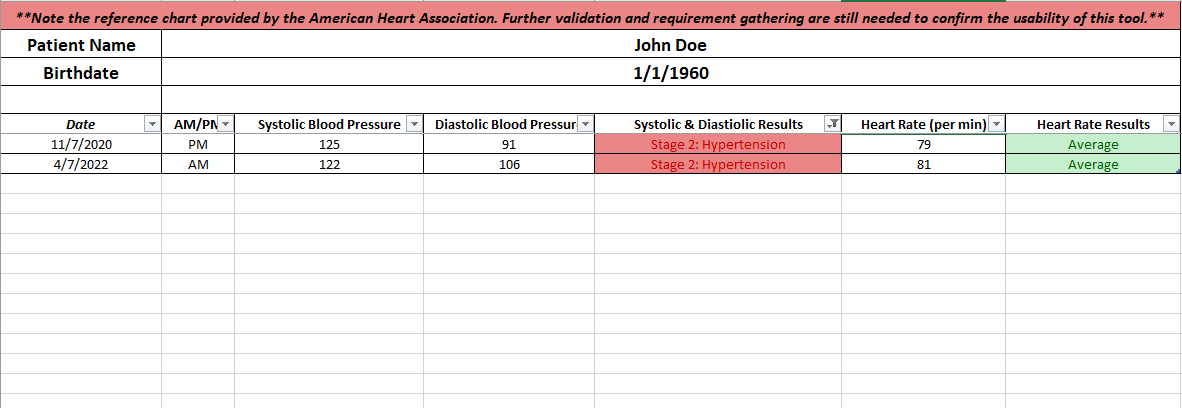 **Note the reference chart provided by the American Heart Association. Further validation and requirement gathering are still needed to confirm the usability of this tool.**
Patient Name John Doe
Birthdate 1/1/1960
Date AM/PM Systolic Blood Pressure Diastolic Blood Pressur Systolic & Diastiolic Results Heart Rate (per min) Heart Rate Results
11/7/2020 PM 125 91 Stage 2: Hypertension 79 Average
4/7/2022 AM 122 106 Stage 2: Hypertension 81 Average